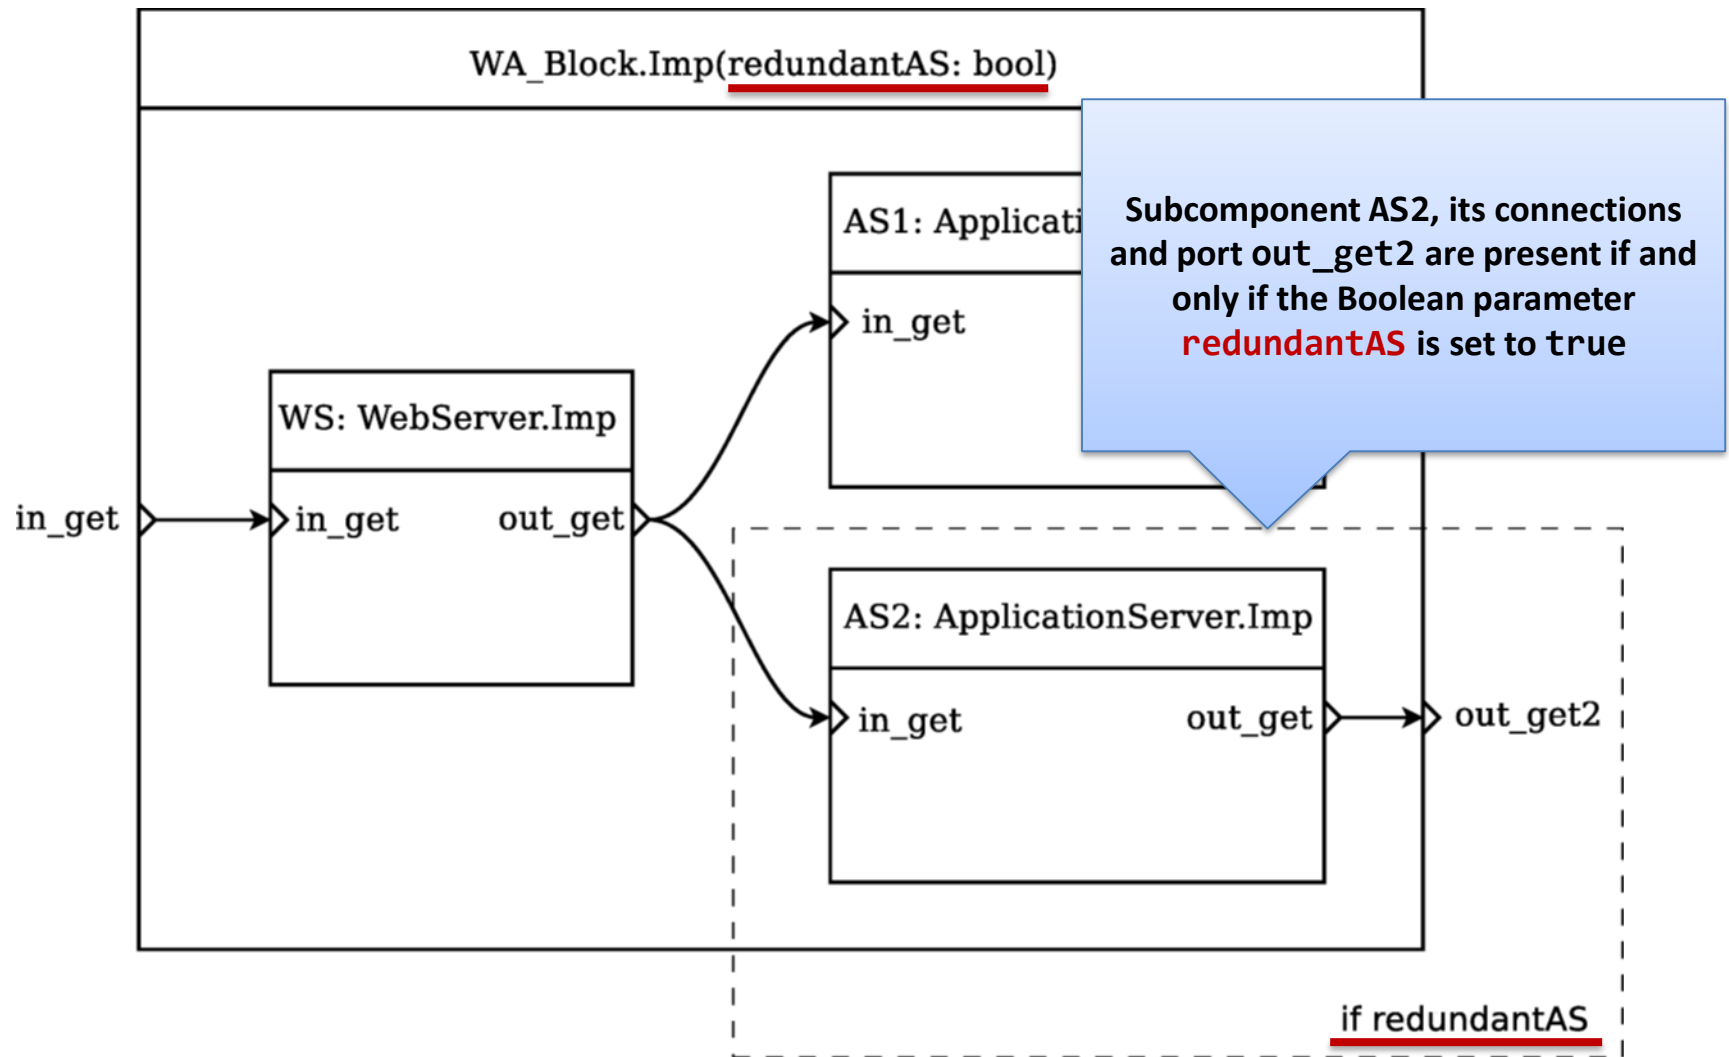 WA_Block.Imp(redundantAS: bool)
AS1: Applicati
Subcomponent AS2, its connections
and port out_get2 are present if and
only if the Boolean parameter
redundantAS is set to true
in_get
WS: WebServer.Imp
in_get
in_get
out_get
AS2: ApplicationServer.Imp
in_get
out_get
out_get2
if redundantAS